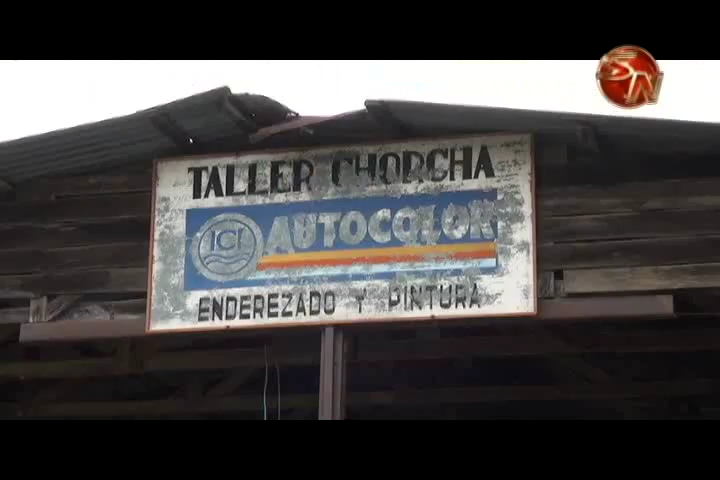 TALLER CHORCHA
ICI AUTOCOLOR
ENDEREZADO Y PINTURA